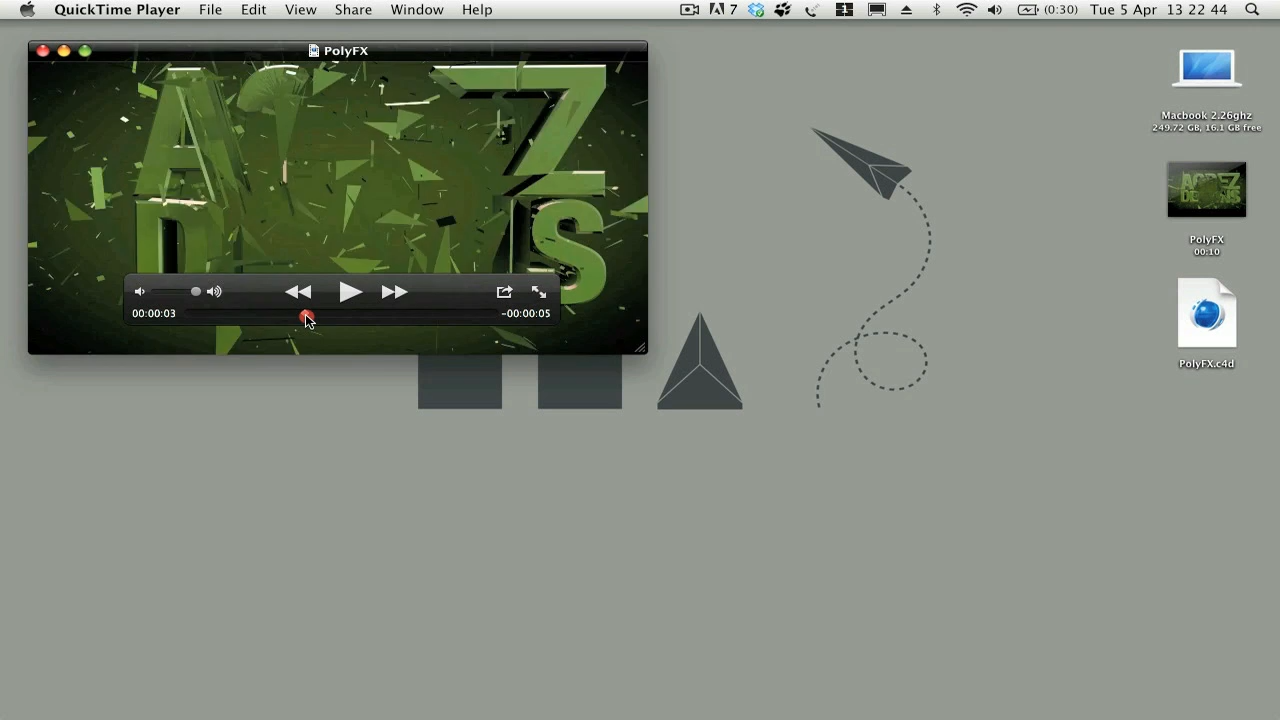 QuickTime Player File Edit View Share Window Help 7 1 (0:30) Tue 5 Apr 13 22 44
PolyFX
A Z
D S
00:00:03 -00:00:05
Macbook 2.26ghz
249.72 GB, 16.1 GB free
PolyFX
00:10
PolyFX.c4d